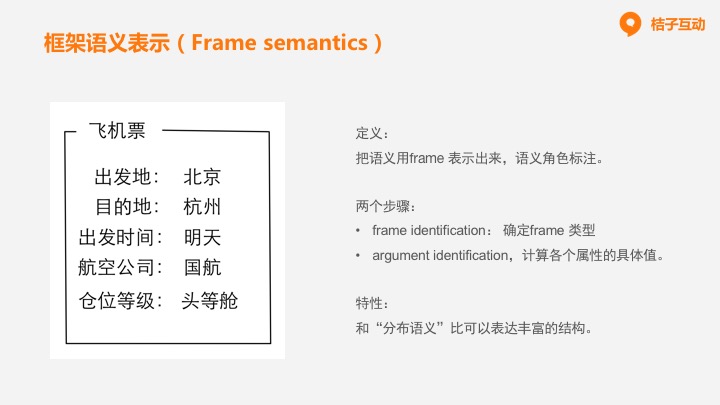 框架语义表示（Frame semantics）
桔子互动
飞机票
出发地： 北京
目的地： 杭州
出发时间： 明天
航空公司： 国航
仓位等级： 头等舱
定义：
把语义用frame 表示出来，语义角色标注。
两个步骤：
• frame identification： 确定frame 类型
• argument identification，计算各个属性的具体值。
特性：
和“分布语义”比可以表达丰富的结构。